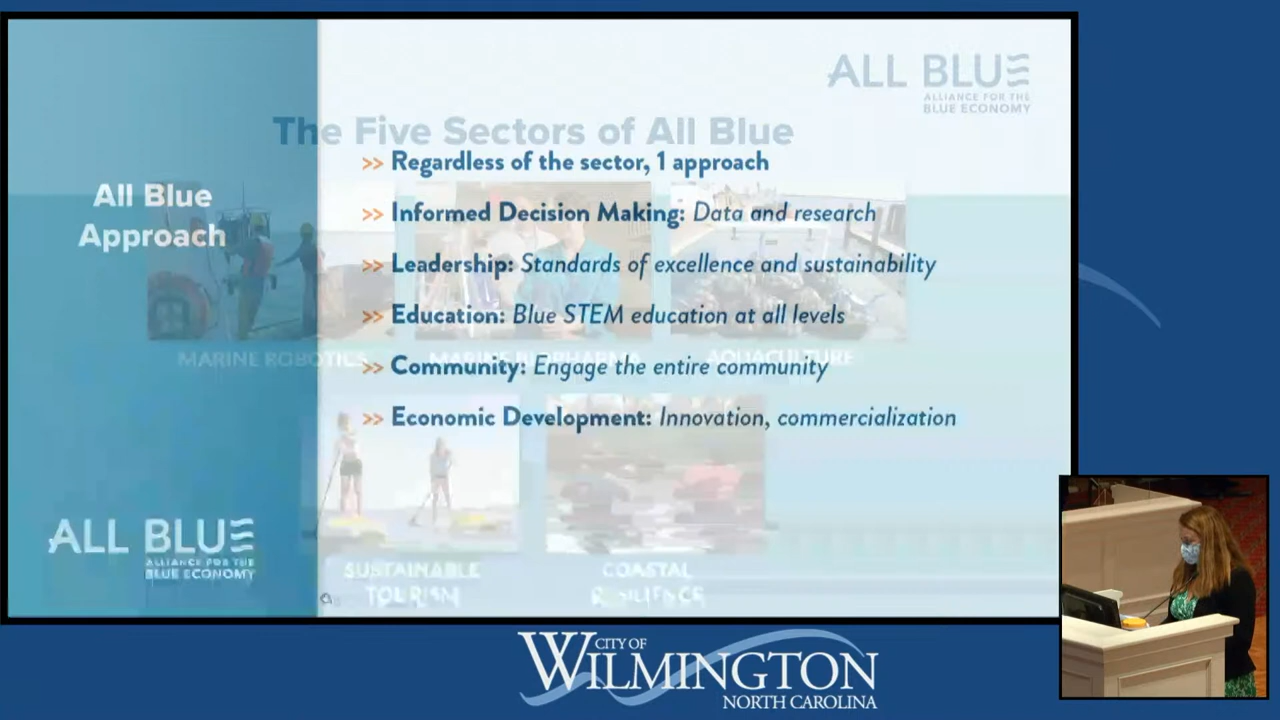 ALL BLUE
ALLIANCE FOR THE
BLUE ECONOMY
The Five Sectors of All Blue
All Blue
Approach
>> Regardless of the sector, 1 approach
>> Informed Decision Making: Data and research
>> Leadership: Standards of excellence and sustainability
>> Education: Blue STEM education at all levels
>> Community: Engage the entire community
>> Economic Development: Innovation, commercialization
MARINE ROBOTICS
MARINE BIOPHARMA
AQUACULTURE
SUSTAINABLE
TOURISM
COASTAL
RESILIENCE
ALL BLUE
ALLIANCE FOR THE
BLUE ECONOMY
CITY OF
WILMINGTON
NORTH CAROLINA